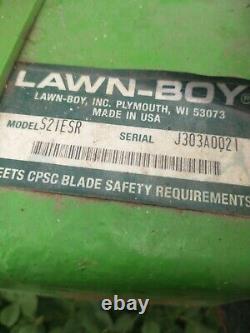 LAWN-BOY®
LAWN-BOY, INC. PLYMOUTH, WI 53073
MADE IN USA
MODEL S21ESR SERIAL J303A0021
EETS CPSC BLADE SAFETY REQUIREMENTS
ebay